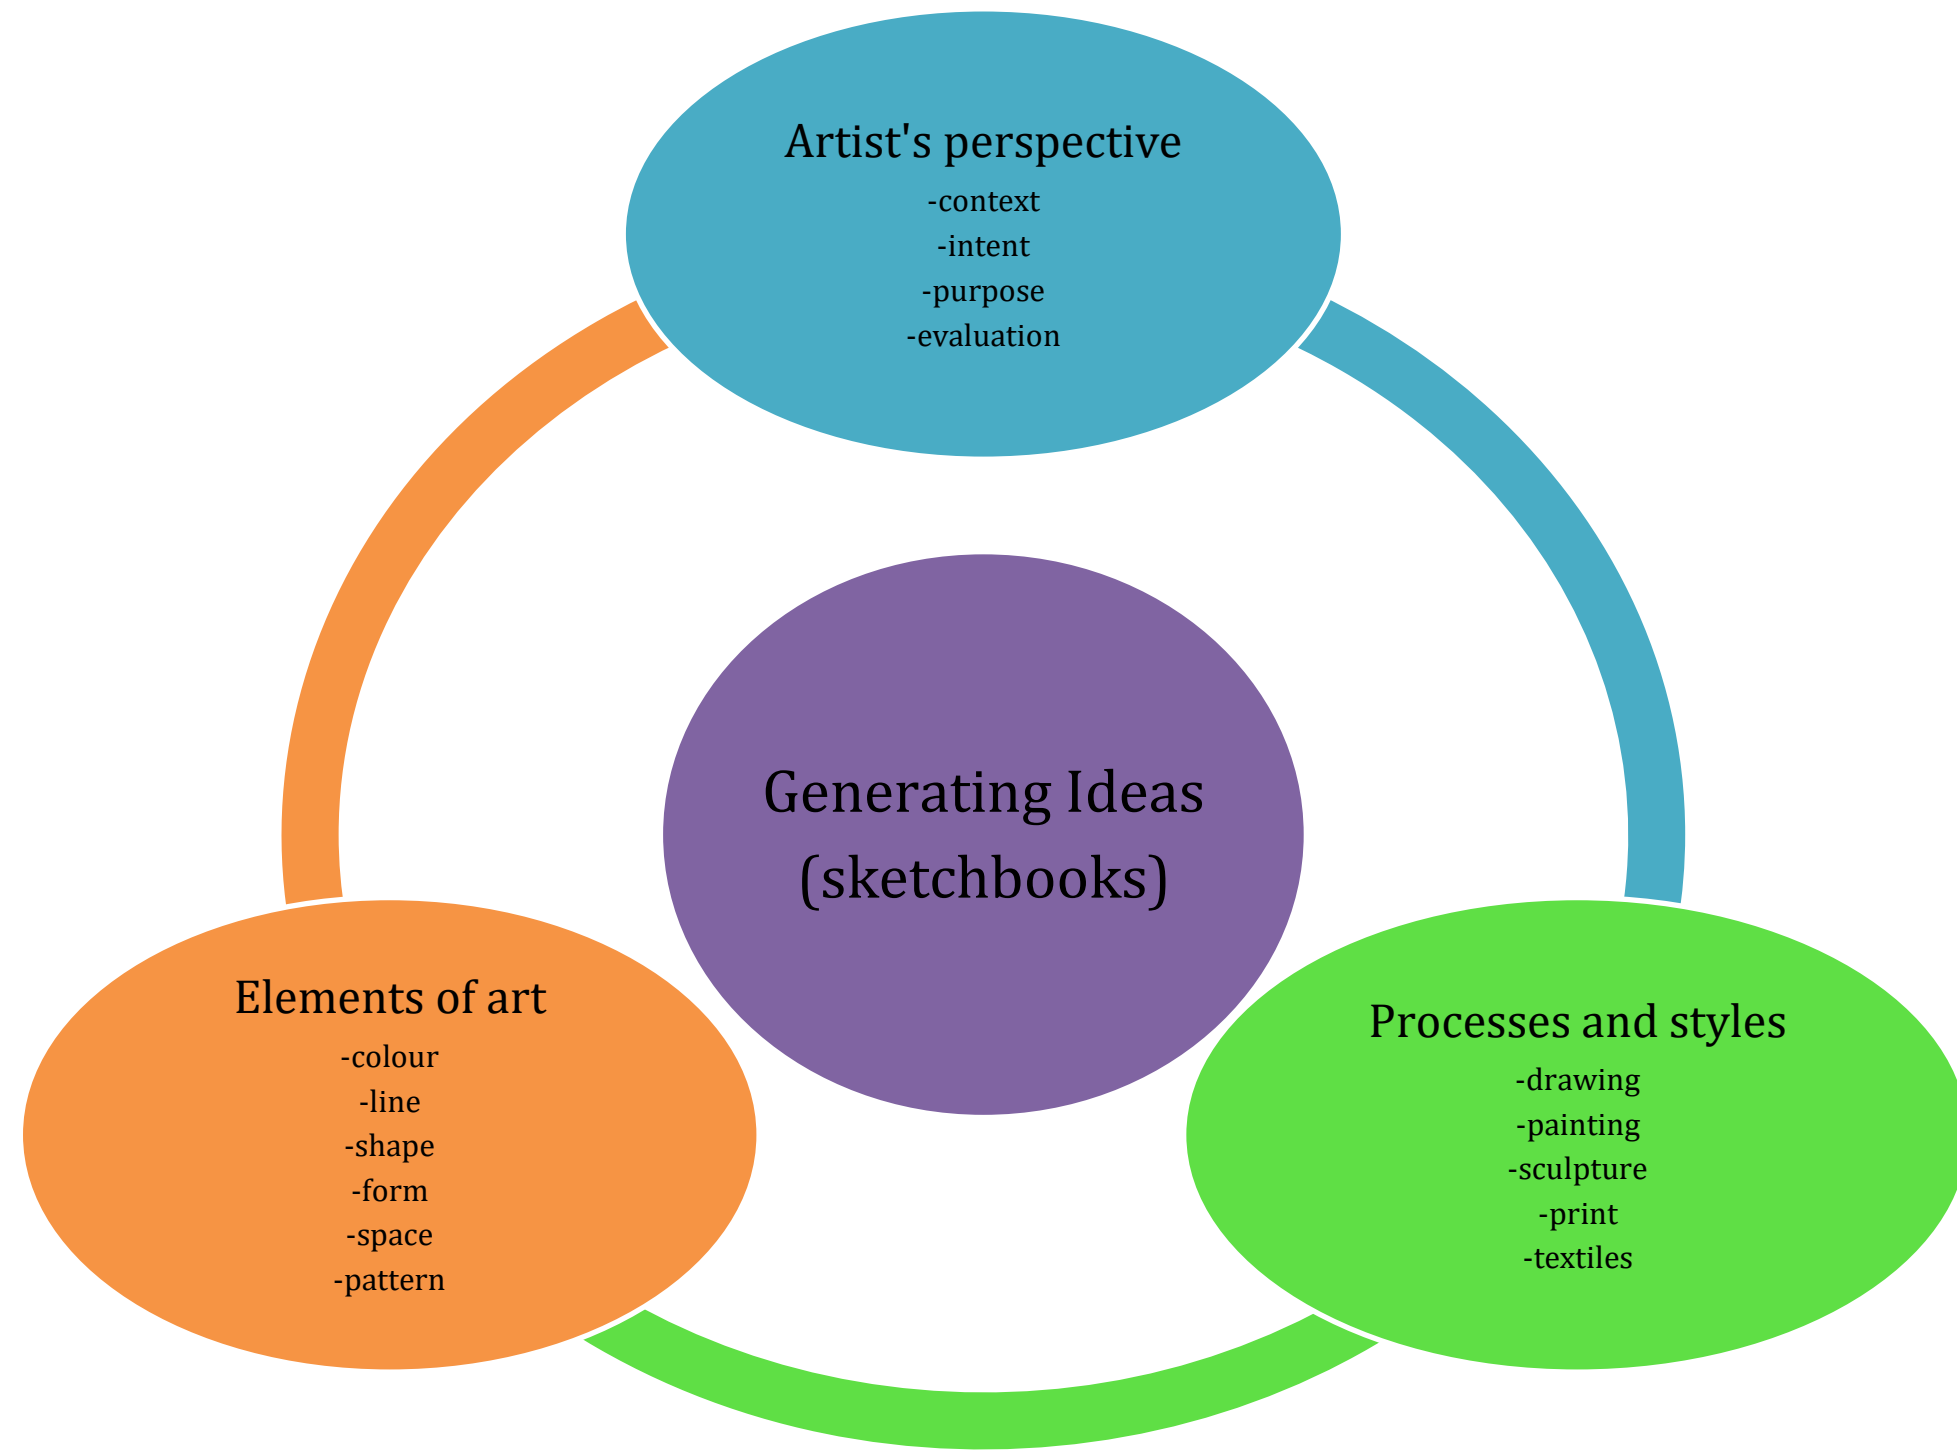 Artist's perspective
-context
-intent
-purpose
-evaluation
Generating Ideas
(sketchbooks)
Elements of art
-colour
-line
-shape
-form
-space
-pattern
Processes and styles
-drawing
-painting
-sculpture
-print
-textiles